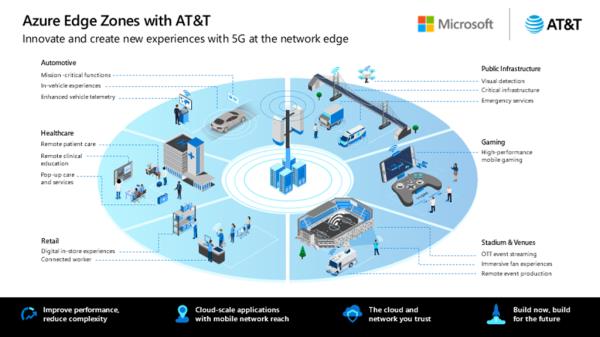 Azure Edge Zones with AT&T
Innovate and create new experiences with 5G at the network edge
Microsoft
AT&T
Automotive
Mission -critical functions
In-vehicle experiences
Enhanced vehicle telemetry
Public Infrastructure
Visual detection
Critical infrastructure
Emergency services
Healthcare
Remote patient care
Remote clinical
education
Pop-up care
and services
Gaming
High-performance
mobile gaming
Retail
Digital in-store experiences
Connected worker
Stadium & Venues
OTT event streaming
Immersive fan experiences
Remote event production
Improve performance,
reduce complexity
Cloud-scale applications
with mobile network reach
The cloud and
network you trust
Build now, build
for the future